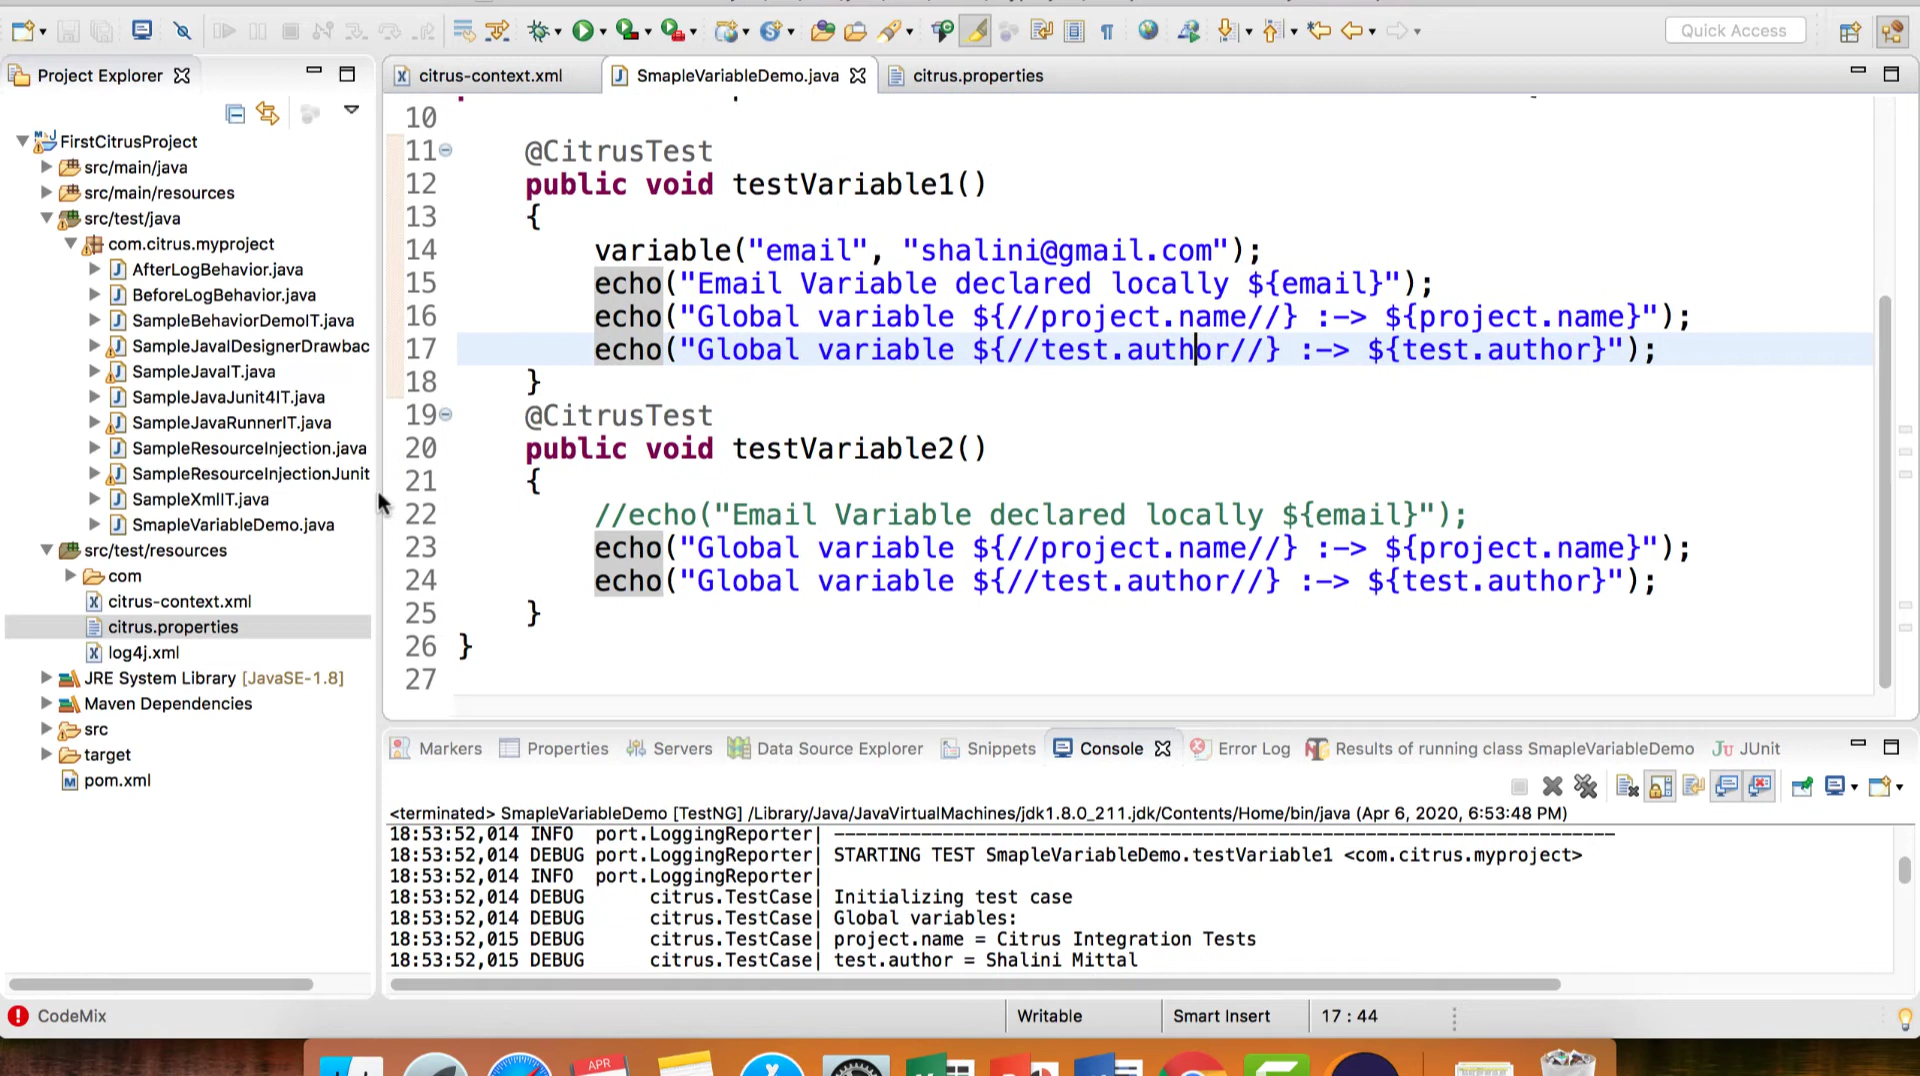 Quick Access
Project Explorer
citrus-context.xml
SmapleVariableDemo.java
citrus.properties
FirstCitrusProject
src/main/java
src/main/resources
src/test/java
com.citrus.myproject
AfterLogBehavior.java
BeforeLogBehavior.java
SampleBehaviorDemoIT.java
SampleJavaIDesignerDrawbac
SampleJavaIT.java
SampleJavaJunit4IT.java
SampleJavaRunnerIT.java
SampleResourceInjection.java
SampleResourceInjectionJunit
SampleXmlIT.java
SmapleVariableDemo.java
src/test/resources
com
citrus-context.xml
citrus.properties
log4j.xml
JRE System Library [JavaSE-1.8]
Maven Dependencies
src
target
pom.xml
10
11 @CitrusTest
12 public void testVariable1()
13 {
14 variable("email", "shalini@gmail.com");
15 echo("Email Variable declared locally ${email}");
16 echo("Global variable ${//project.name//} :-> ${project.name}");
17 echo("Global variable ${//test.author//} :-> ${test.author}");
18 }
19 @CitrusTest
20 public void testVariable2()
21 {
22 //echo("Email Variable declared locally ${email}");
23 echo("Global variable ${//project.name//} :-> ${project.name}");
24 echo("Global variable ${//test.author//} :-> ${test.author}");
25 }
26 }
27
Markers
Properties
Servers
Data Source Explorer
Snippets
Console
Error Log
Results of running class SmapleVariableDemo
JUnit
<terminated> SmapleVariableDemo [TestNG] /Library/Java/JavaVirtualMachines/jdk1.8.0_211.jdk/Contents/Home/bin/java (Apr 6, 2020, 6:53:48 PM)
18:53:52,014 INFO port.LoggingReporter| ------------------------------------------------------------------------
18:53:52,014 DEBUG port.LoggingReporter| STARTING TEST SmapleVariableDemo.testVariable1 <com.citrus.myproject>
18:53:52,014 INFO port.LoggingReporter|
18:53:52,014 DEBUG citrus.TestCase| Initializing test case
18:53:52,014 DEBUG citrus.TestCase| Global variables:
18:53:52,015 DEBUG citrus.TestCase| project.name = Citrus Integration Tests
18:53:52,015 DEBUG citrus.TestCase| test.author = Shalini Mittal
CodeMix
Writable
Smart Insert
17 : 44
APR